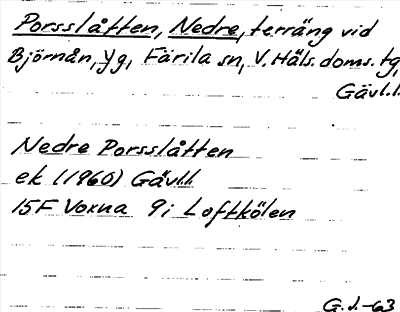 Porsslåtten, Nedre, terräng vid
Björnån, Yg, Färila sn, V. Häls. doms. tg,
Gävl.l.
Nedre Porsslåtten
ek (1960) Gävl.l
15F Voxna 9i Loftkölen
G.J.-63